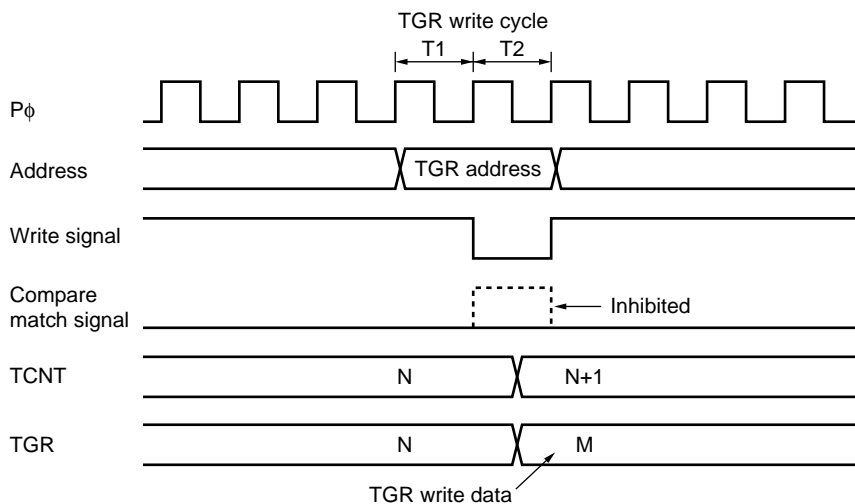 TGR write cycle
T1 T2
Pϕ
Address TGR address
Write signal
Compare
match signal Inhibited
TCNT N N+1
TGR N M
TGR write data